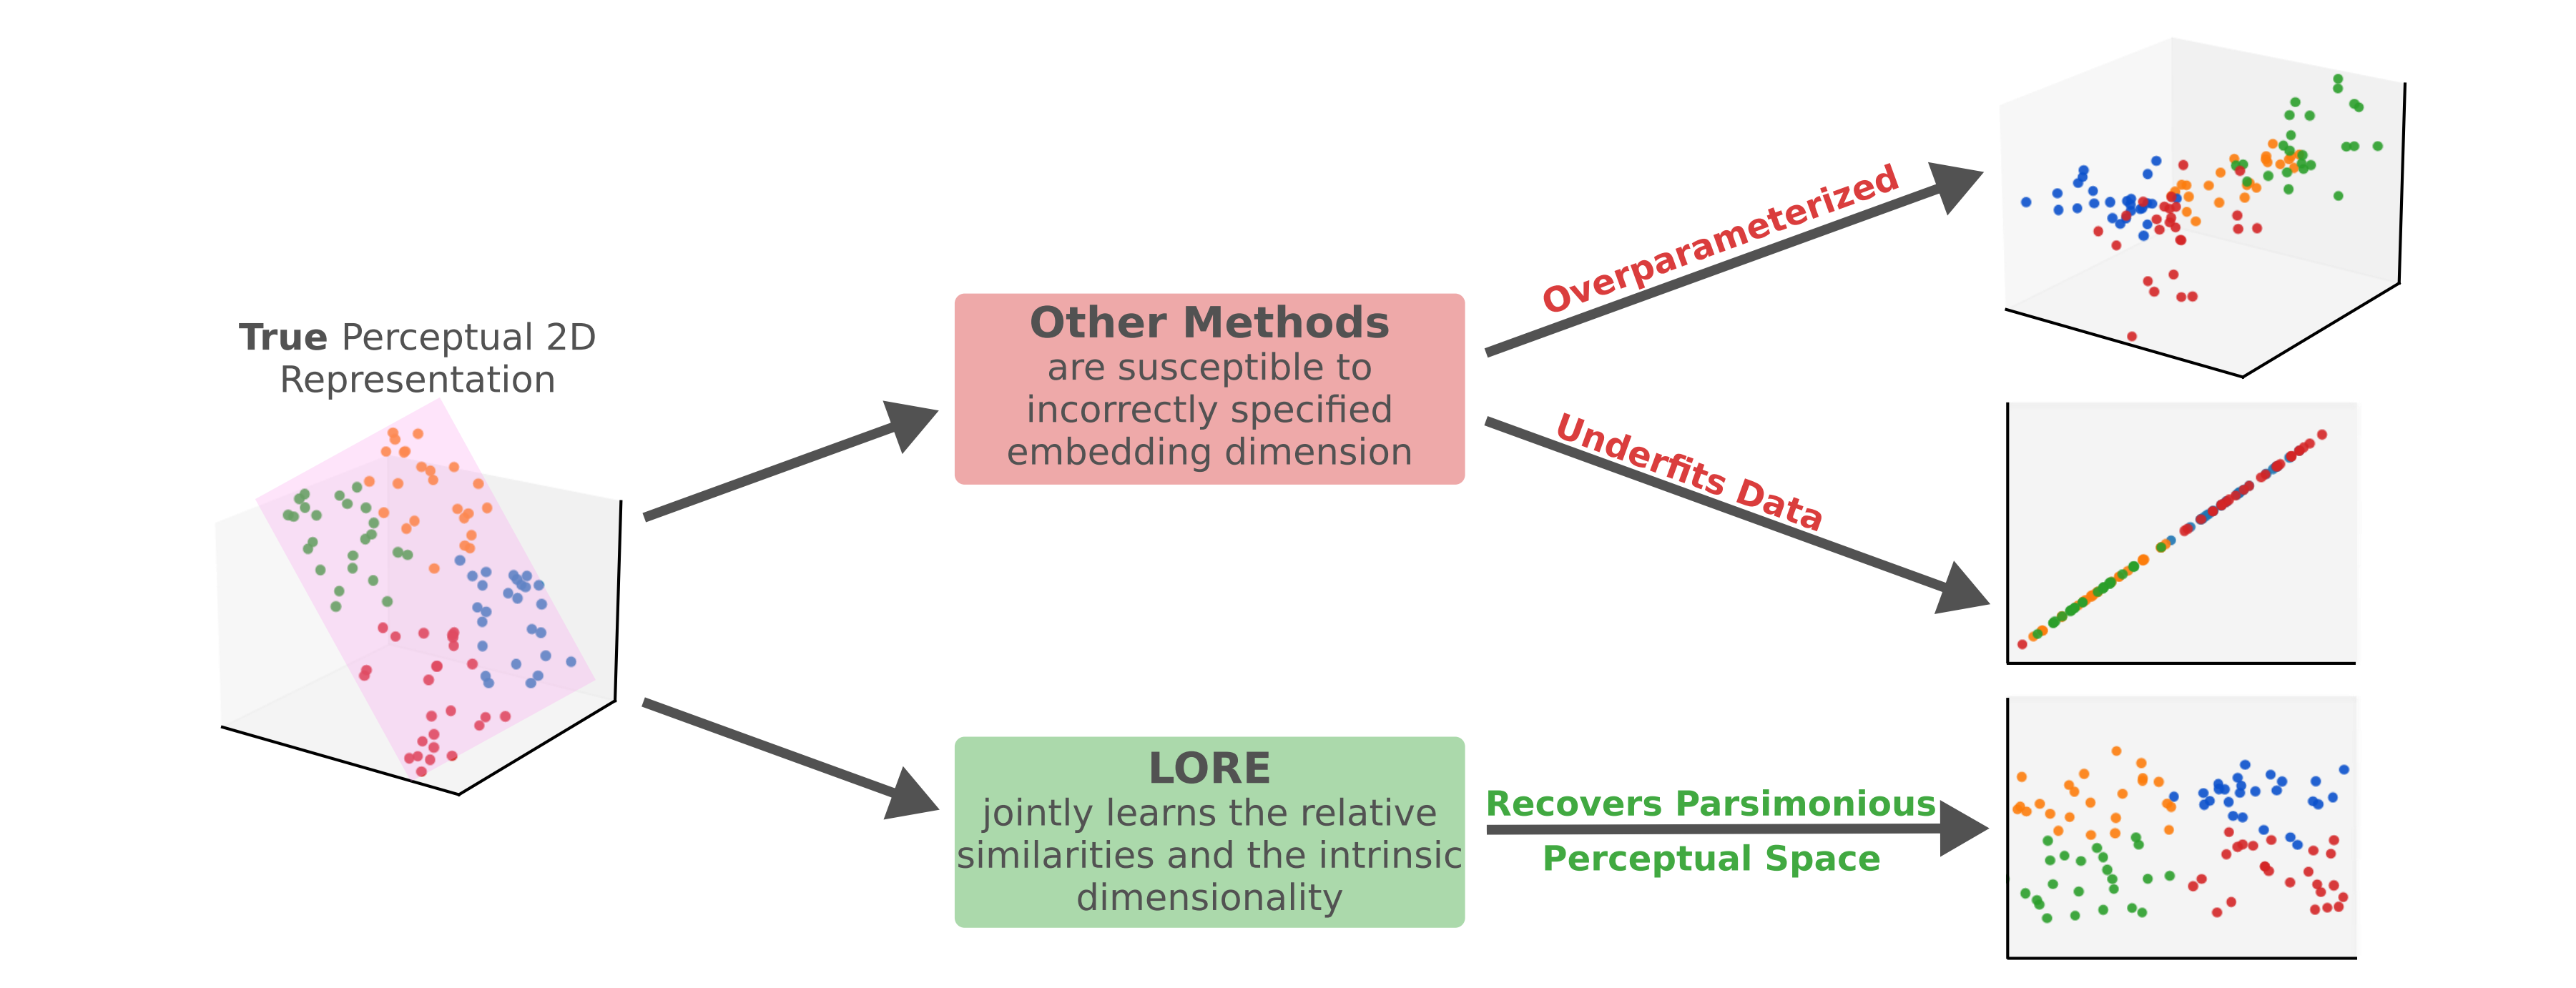 True Perceptual 2D
Representation
Other Methods
are susceptible to
incorrectly specified
embedding dimension
Overparameterized
Underfits Data
LORE
jointly learns the relative
similarities and the intrinsic
dimensionality
Recovers Parsimonious
Perceptual Space